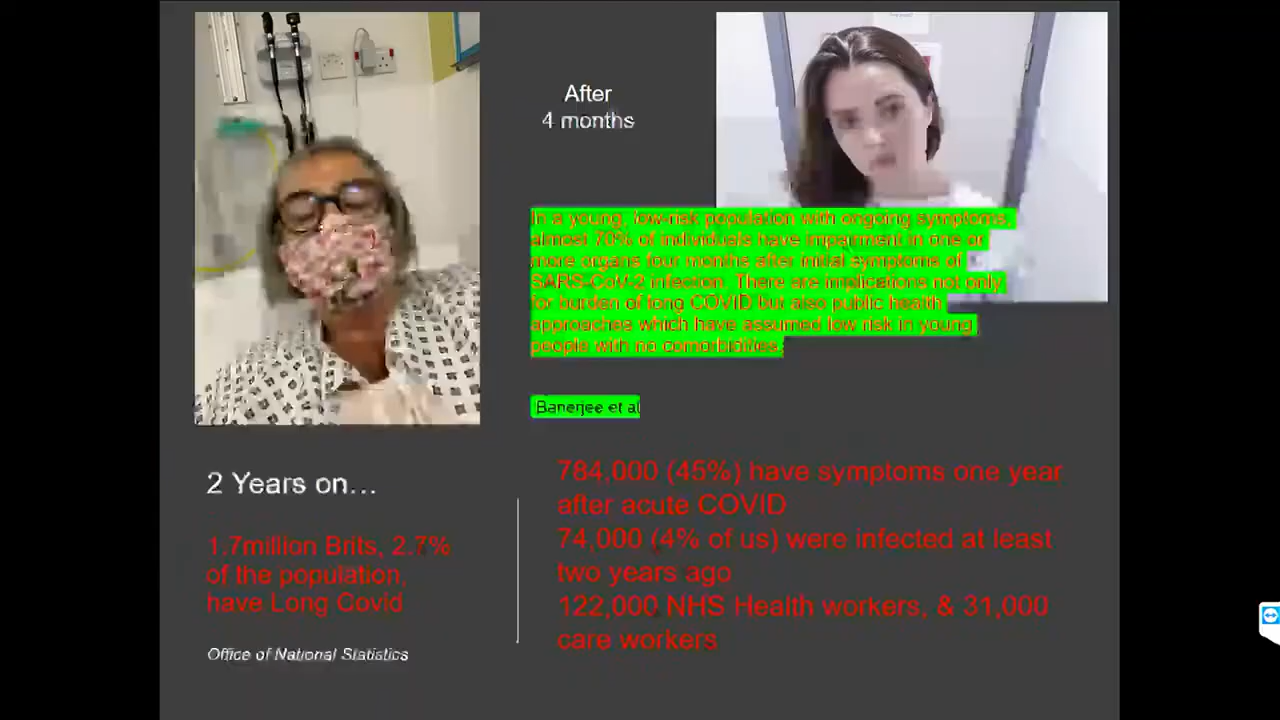 After
4 months
In a young, low-risk population with ongoing symptoms,
almost 70% of individuals have impairment in one or
more organs four months after initial symptoms of
SARS-CoV-2 infection. There are implications not only
for burden of long COVID but also public health
approaches which have assumed low risk in young
people with no comorbidities.
Banerjee et al
2 Years on...
1.7million Brits, 2.7%
of the population,
have Long Covid
Office of National Statistics
784,000 (45%) have symptoms one year
after acute COVID
74,000 (4% of us) were infected at least
two years ago
122,000 NHS Health workers, & 31,000
care workers